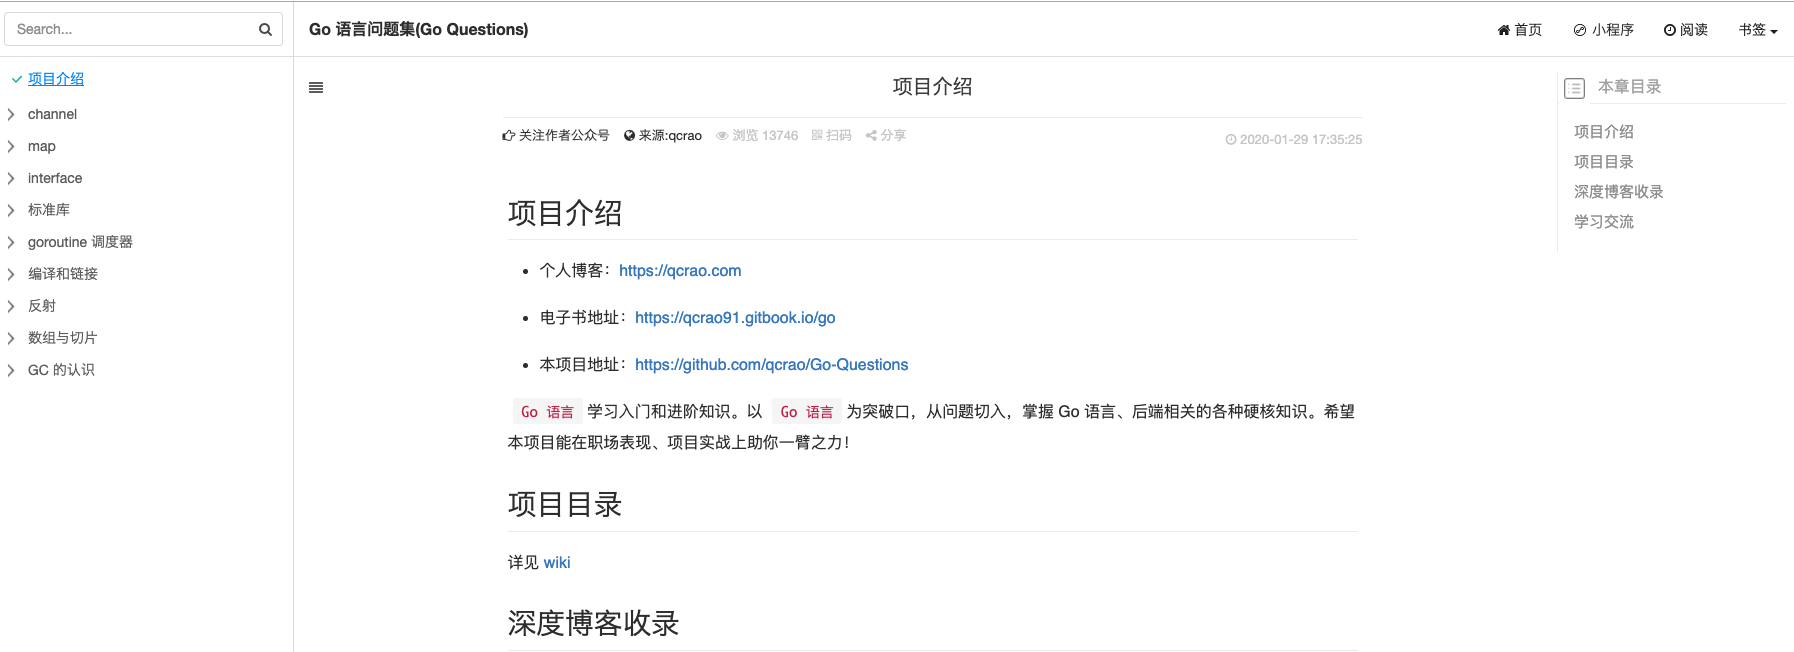 Search...
Go 语言问题集(Go Questions)
首页 小程序 阅读 书签
项目介绍
channel
map
interface
标准库
goroutine 调度器
编译和链接
反射
数组与切片
GC 的认识
项目介绍
关注作者公众号 来源:qcrao 浏览 13746 扫码 分享 2020-01-29 17:35:25
项目介绍
个人博客：https://qcrao.com
电子书地址：https://qcrao91.gitbook.io/go
本项目地址：https://github.com/qcrao/Go-Questions
Go 语言 学习入门和进阶知识。以 Go 语言 为突破口，从问题切入，掌握 Go 语言、后端相关的各种硬核知识。希望
本项目能在职场表现、项目实战上助你一臂之力！
项目目录
详见 wiki
深度博客收录
本章目录
项目介绍
项目目录
深度博客收录
学习交流